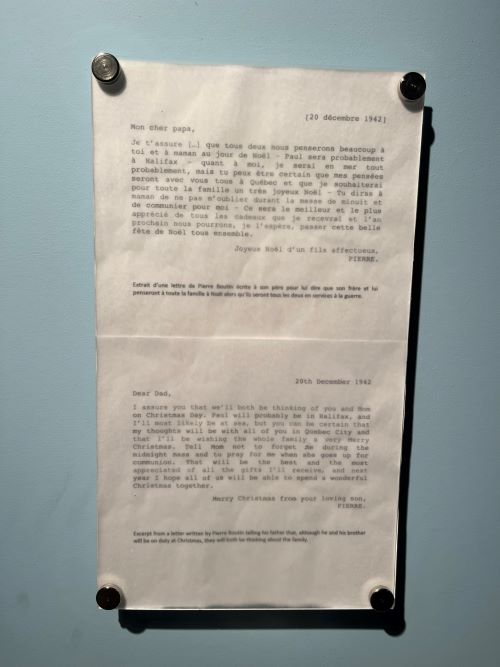 [20 décembre 1942]
Mon cher papa,
Je t'assure […] que tous deux nous penserons beaucoup à
toi et à maman au jour de Noël - Paul sera probablement
à Halifax - quant à moi, je serai en mer tout
probablement, mais tu peux être certain que mes pensées
seront avec vous tous à Québec et que je souhaiterai
pour toute la famille un très joyeux Noël - Tu diras à
maman de ne pas m'oublier durant la messe de minuit et
de communier pour moi - Ce sera le meilleur et le plus
apprécié de tous les cadeaux que je recevrai et l'an
prochain nous pourrons, je l'espère, passer cette belle
fête de Noël tous ensemble.
Joyeux Noël d'un fils affectueux,
PIERRE.
Extrait d'une lettre de Pierre Boutin écrite à son père pour lui dire que son frère et lui
penseront à toute la famille à Noël alors qu'ils seront tous les deux en services à la guerre.
20th December 1942
Dear Dad,
I assure you that we'll both be thinking of you and Mom
on Christmas Day. Paul will probably be in Halifax, and
I'll most likely be at sea, but you can be certain that
my thoughts will be with all of you in Quebec City and
that I'll be wishing the whole family a very Merry
Christmas. Tell Mom not to forget me during the
midnight mass and to pray for me when she goes up for
communion. That will be the best and the most
appreciated of all the gifts I'll receive, and next
year I hope all of us will be able to spend a wonderful
Christmas together.
Merry Christmas from your loving son,
PIERRE.
Excerpt from a letter written by Pierre Boutin telling his father that, although he and his brother
will be on duty at Christmas, they will both be thinking about the family.